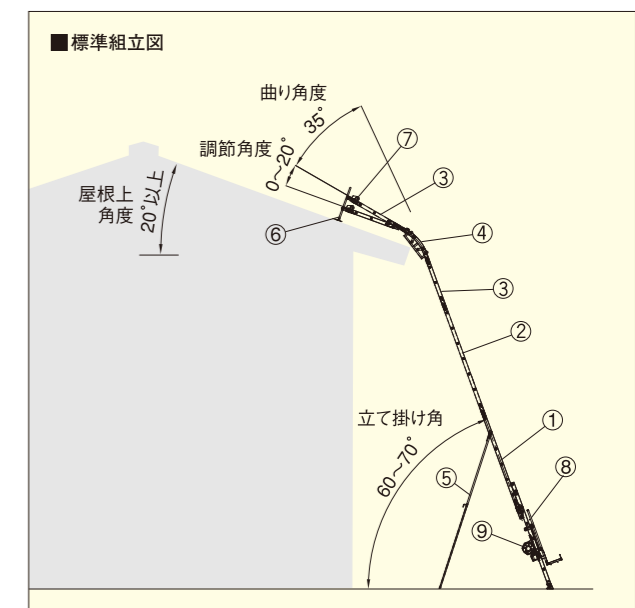 ■標準組立図
曲り角度
35°
調節角度
0～20°
屋根上
角度
20°以上
⑦
③
⑥
④
③
②
立て掛け角
60～70°
①
⑤
⑧
⑨